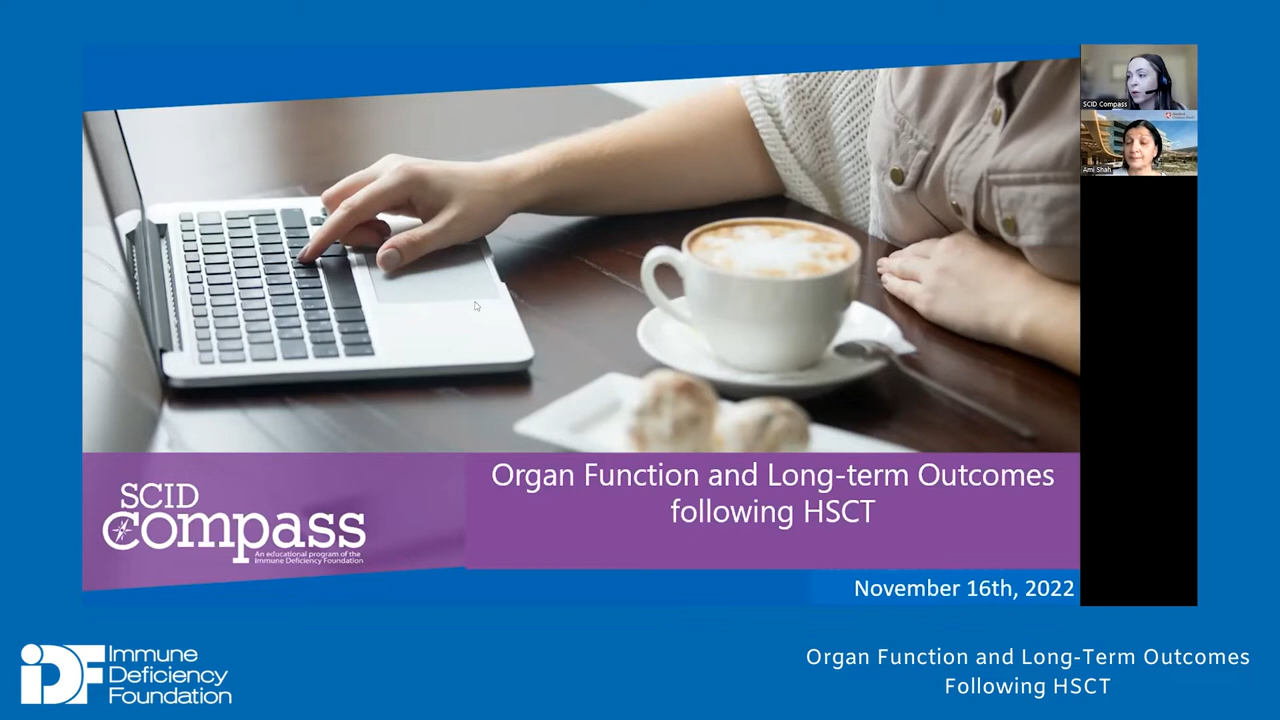 SCID Compass
Ami Shah
SCID
compass
An educational program of the
Immune Deficiency Foundation
Organ Function and Long-term Outcomes
following HSCT
November 16th, 2022
iDF
Immune
Deficiency
Foundation
Organ Function and Long-Term Outcomes
Following HSCT